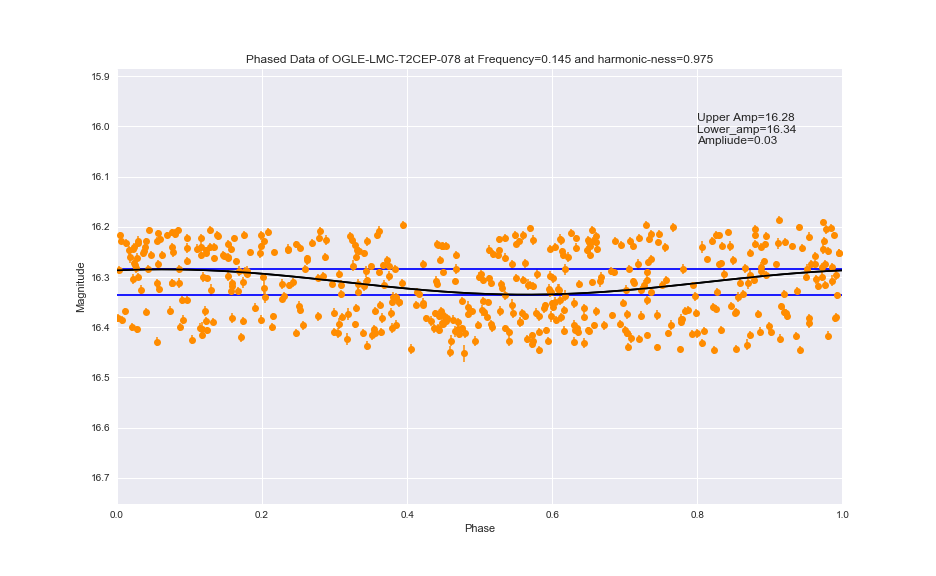 Phased Data of OGLE-LMC-T2CEP-078 at Frequency=0.145 and harmonic-ness=0.975
15.9
16.0
16.1
16.2
16.3
16.4
16.5
16.6
16.7
Magnitude
Upper Amp=16.28
Lower_amp=16.34
Ampliude=0.03
0.0 0.2 0.4 0.6 0.8 1.0
Phase